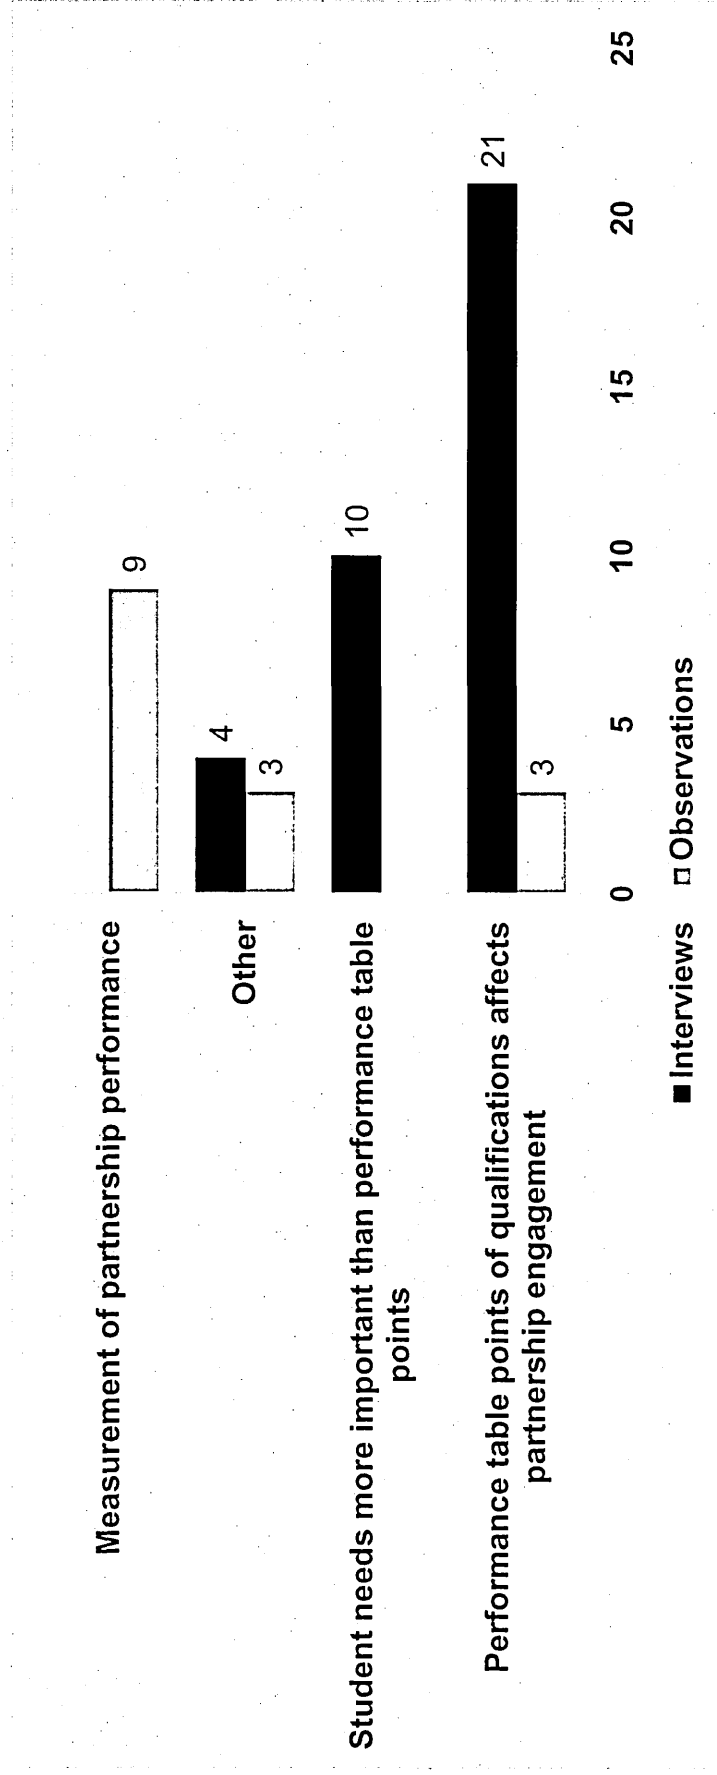 Measurement of partnership performance
9
Other
4
3
Student needs more important than performance table
points
10
Performance table points of qualifications affects
partnership engagement
21
3
0 5 10 15 20 25
Interviews Observations